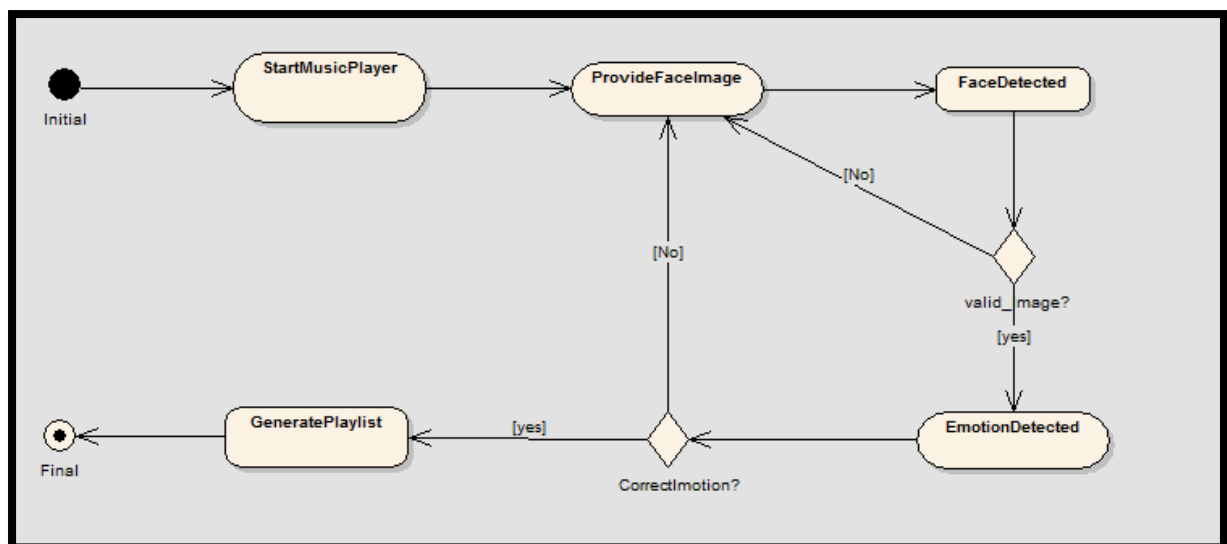 StartMusicPlayer
ProvideFaceImage
FaceDetected
Initial
[No]
[No]
valid_Image?
[yes]
GeneratePlaylist
[yes]
EmotionDetected
Final
CorrectImotion?